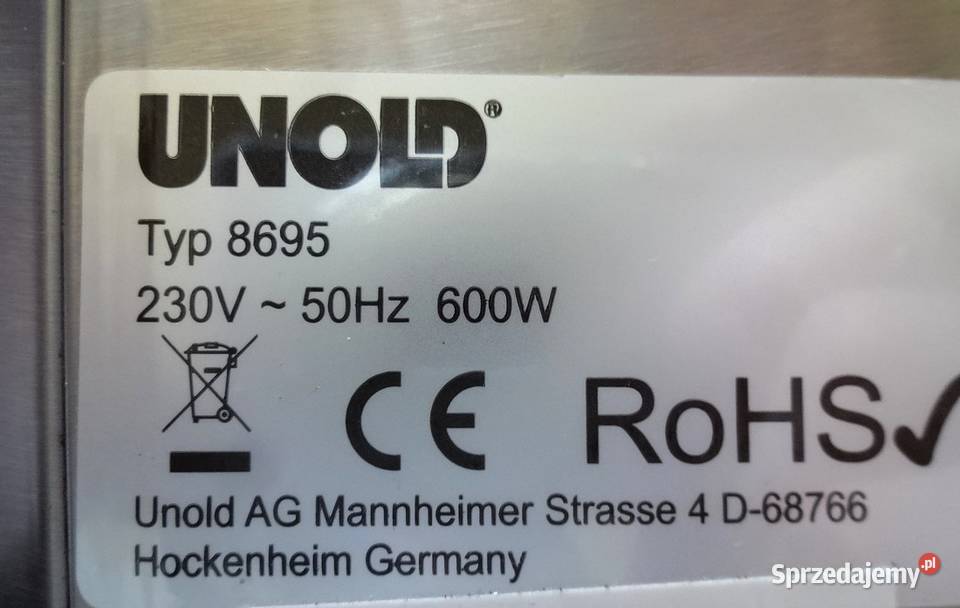 UNOLD®
Typ 8695
230V ~ 50Hz 600W
CE RoHS✓
Unold AG Mannheimer Strasse 4 D-68766
Hockenheim Germany
Sprzedajemy.pl